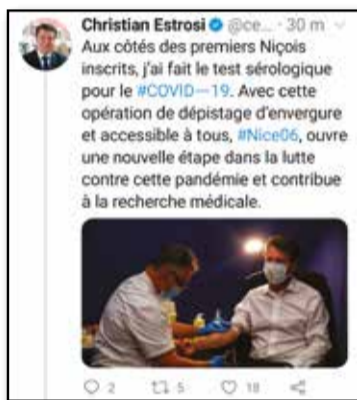 Christian Estrosi @ce... · 30 m
Aux côtés des premiers Niçois
inscrits, j'ai fait le test sérologique
pour le #COVID—19. Avec cette
opération de dépistage d'envergure
et accessible à tous, #Nice06, ouvre
une nouvelle étape dans la lutte
contre cette pandémie et contribue
à la recherche médicale.
2 5 18